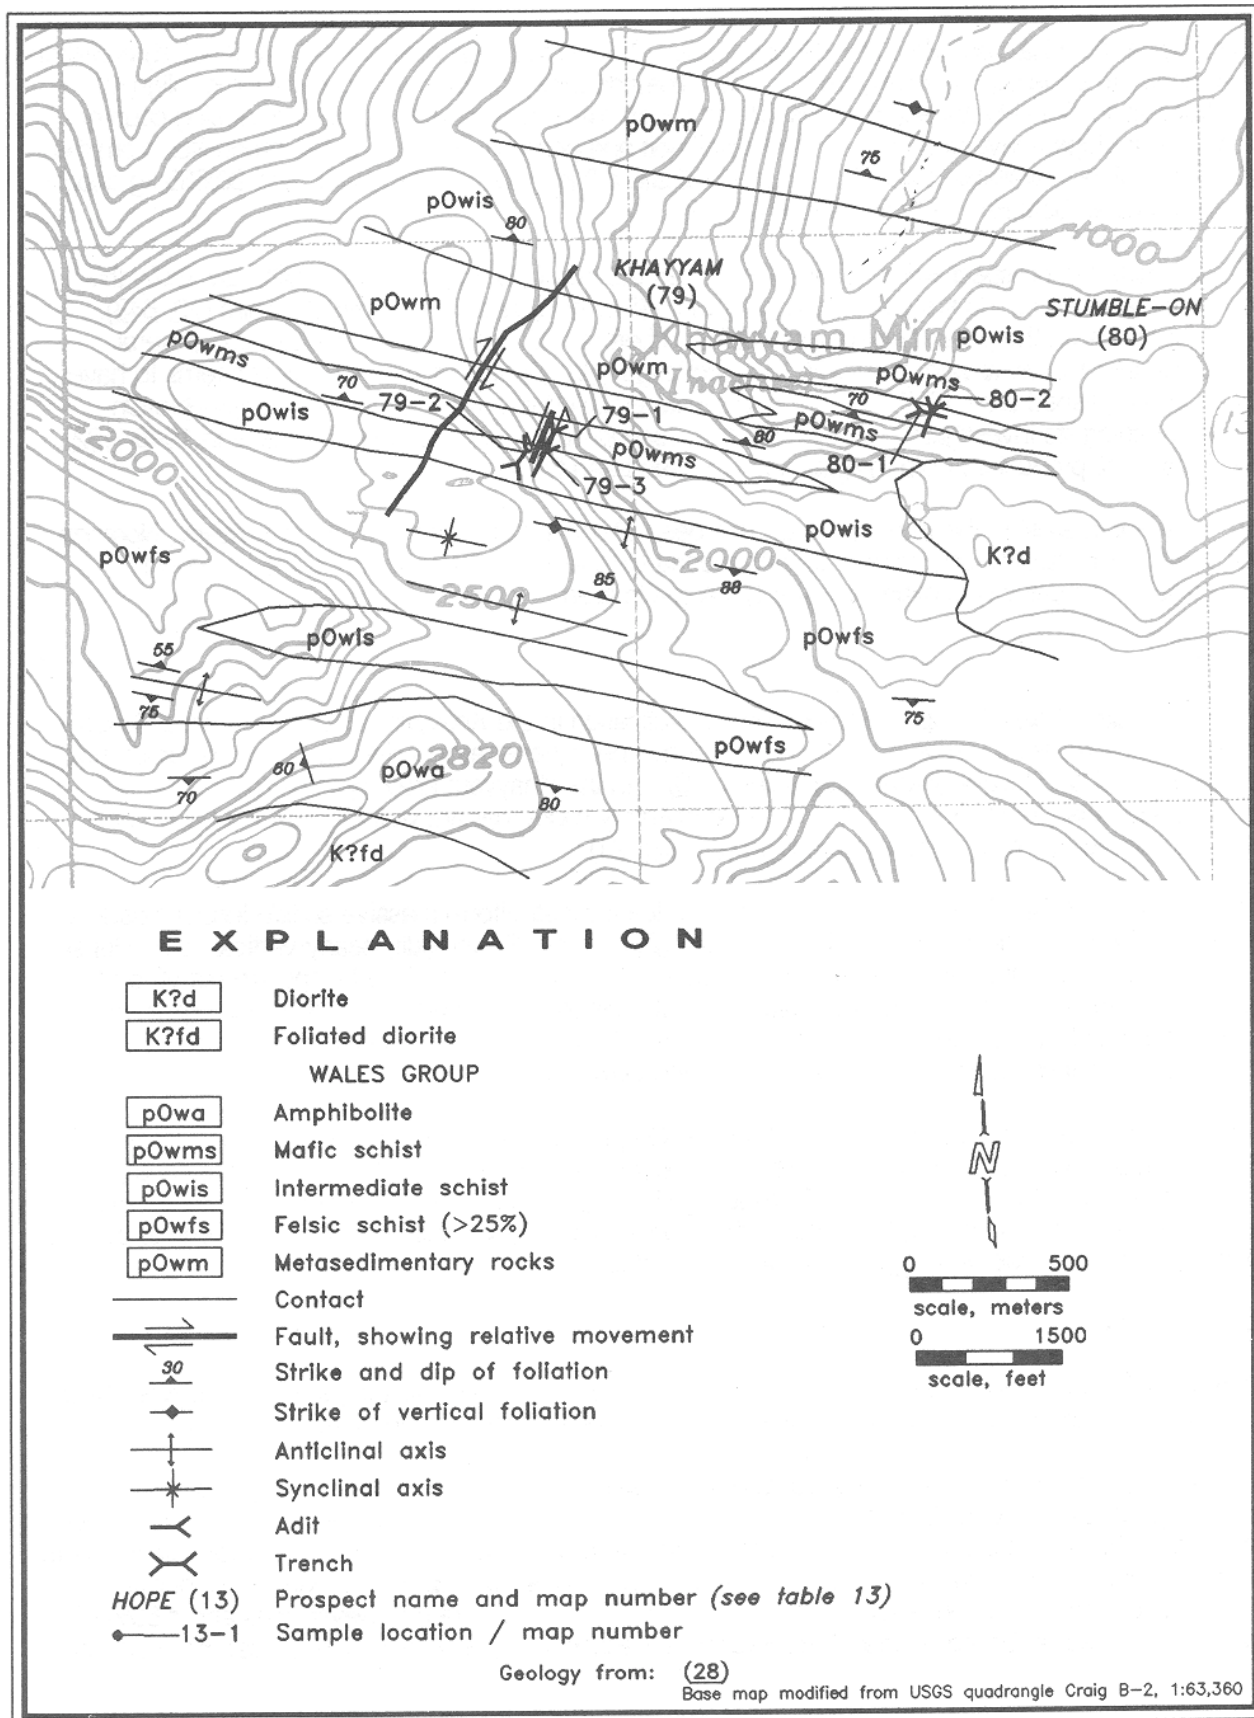 pOwm
75
pOwis
80
1000
KHAYYAM
(79)
pOwm
STUMBLE-ON
(80)
pOwis
Khayyam Mine
(Inactive)
pOwms
pOwm
pOwms
70
79-2
79-1
70
80-2
pOwis
pOwms
80
pOwms
80-1
2000
79-3
pOwis
K?d
pOwfs
2000
88
85
2500
pOwis
pOwfs
55
75
75
pOwfs
80
2820
pOwa
70
80
K?fd
EXPLANATION
K?d Diorite
K?fd Foliated diorite
WALES GROUP
pOwa Amphibolite
pOwms Mafic schist
pOwis Intermediate schist
pOwfs Felsic schist (>25%)
pOwm Metasedimentary rocks
Contact
Fault, showing relative movement
30 Strike and dip of foliation
Strike of vertical foliation
Anticlinal axis
Synclinal axis
Adit
Trench
HOPE (13) Prospect name and map number (see table 13)
13-1 Sample location / map number
N
0 500
scale, meters
0 1500
scale, feet
Geology from: (28)
Base map modified from USGS quadrangle Craig B-2, 1:63,360